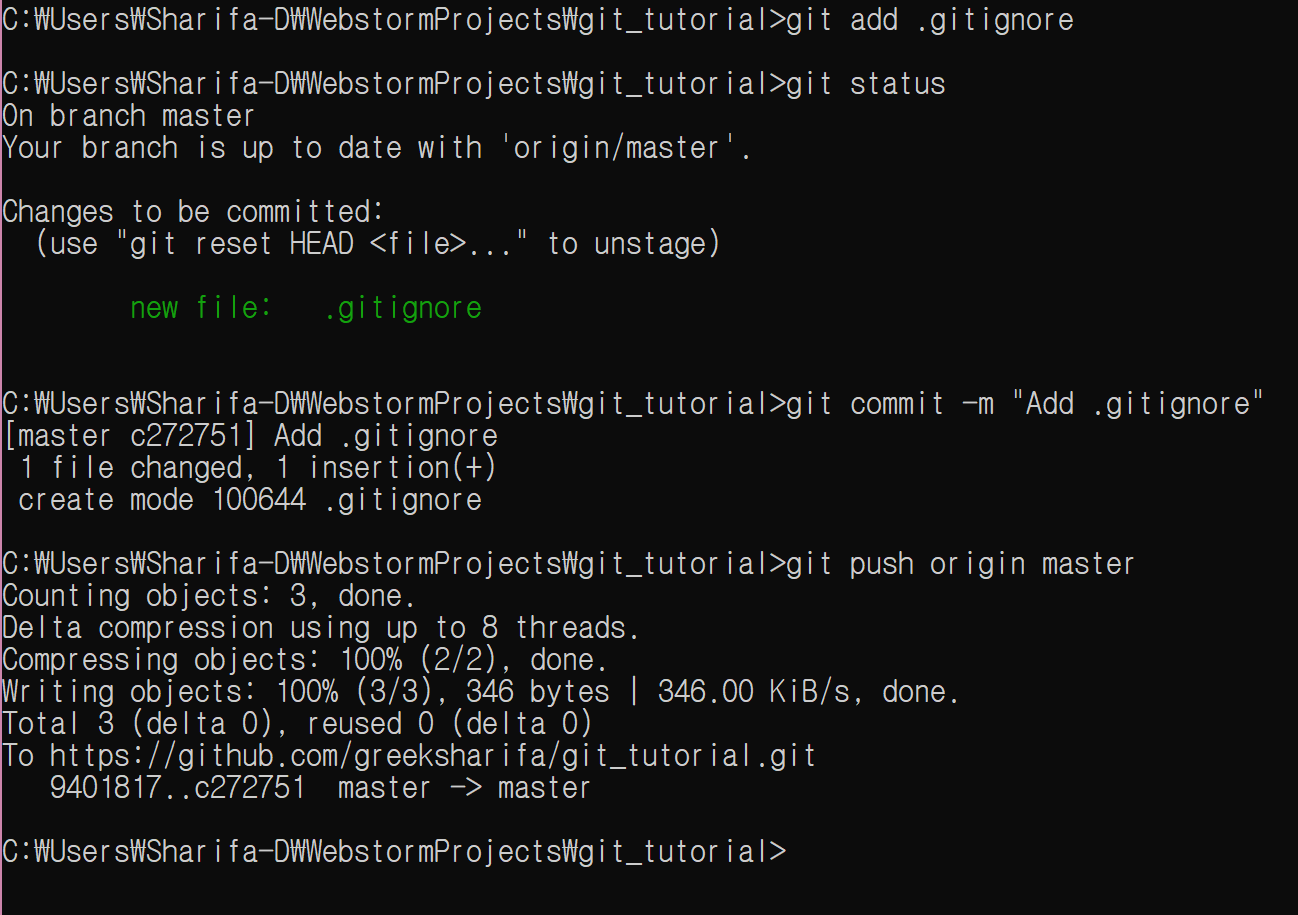 C:₩Users₩Sharifa-D₩WebstormProjects₩git_tutorial>git add .gitignore
C:₩Users₩Sharifa-D₩WebstormProjects₩git_tutorial>git status
On branch master
Your branch is up to date with 'origin/master'.
Changes to be committed:
  (use "git reset HEAD <file>..." to unstage)
        new file:   .gitignore
C:₩Users₩Sharifa-D₩WebstormProjects₩git_tutorial>git commit -m "Add .gitignore"
[master c272751] Add .gitignore
 1 file changed, 1 insertion(+)
 create mode 100644 .gitignore
C:₩Users₩Sharifa-D₩WebstormProjects₩git_tutorial>git push origin master
Counting objects: 3, done.
Delta compression using up to 8 threads.
Compressing objects: 100% (2/2), done.
Writing objects: 100% (3/3), 346 bytes | 346.00 KiB/s, done.
Total 3 (delta 0), reused 0 (delta 0)
To https://github.com/greeksharifa/git_tutorial.git
   9401817..c272751  master -> master
C:₩Users₩Sharifa-D₩WebstormProjects₩git_tutorial>